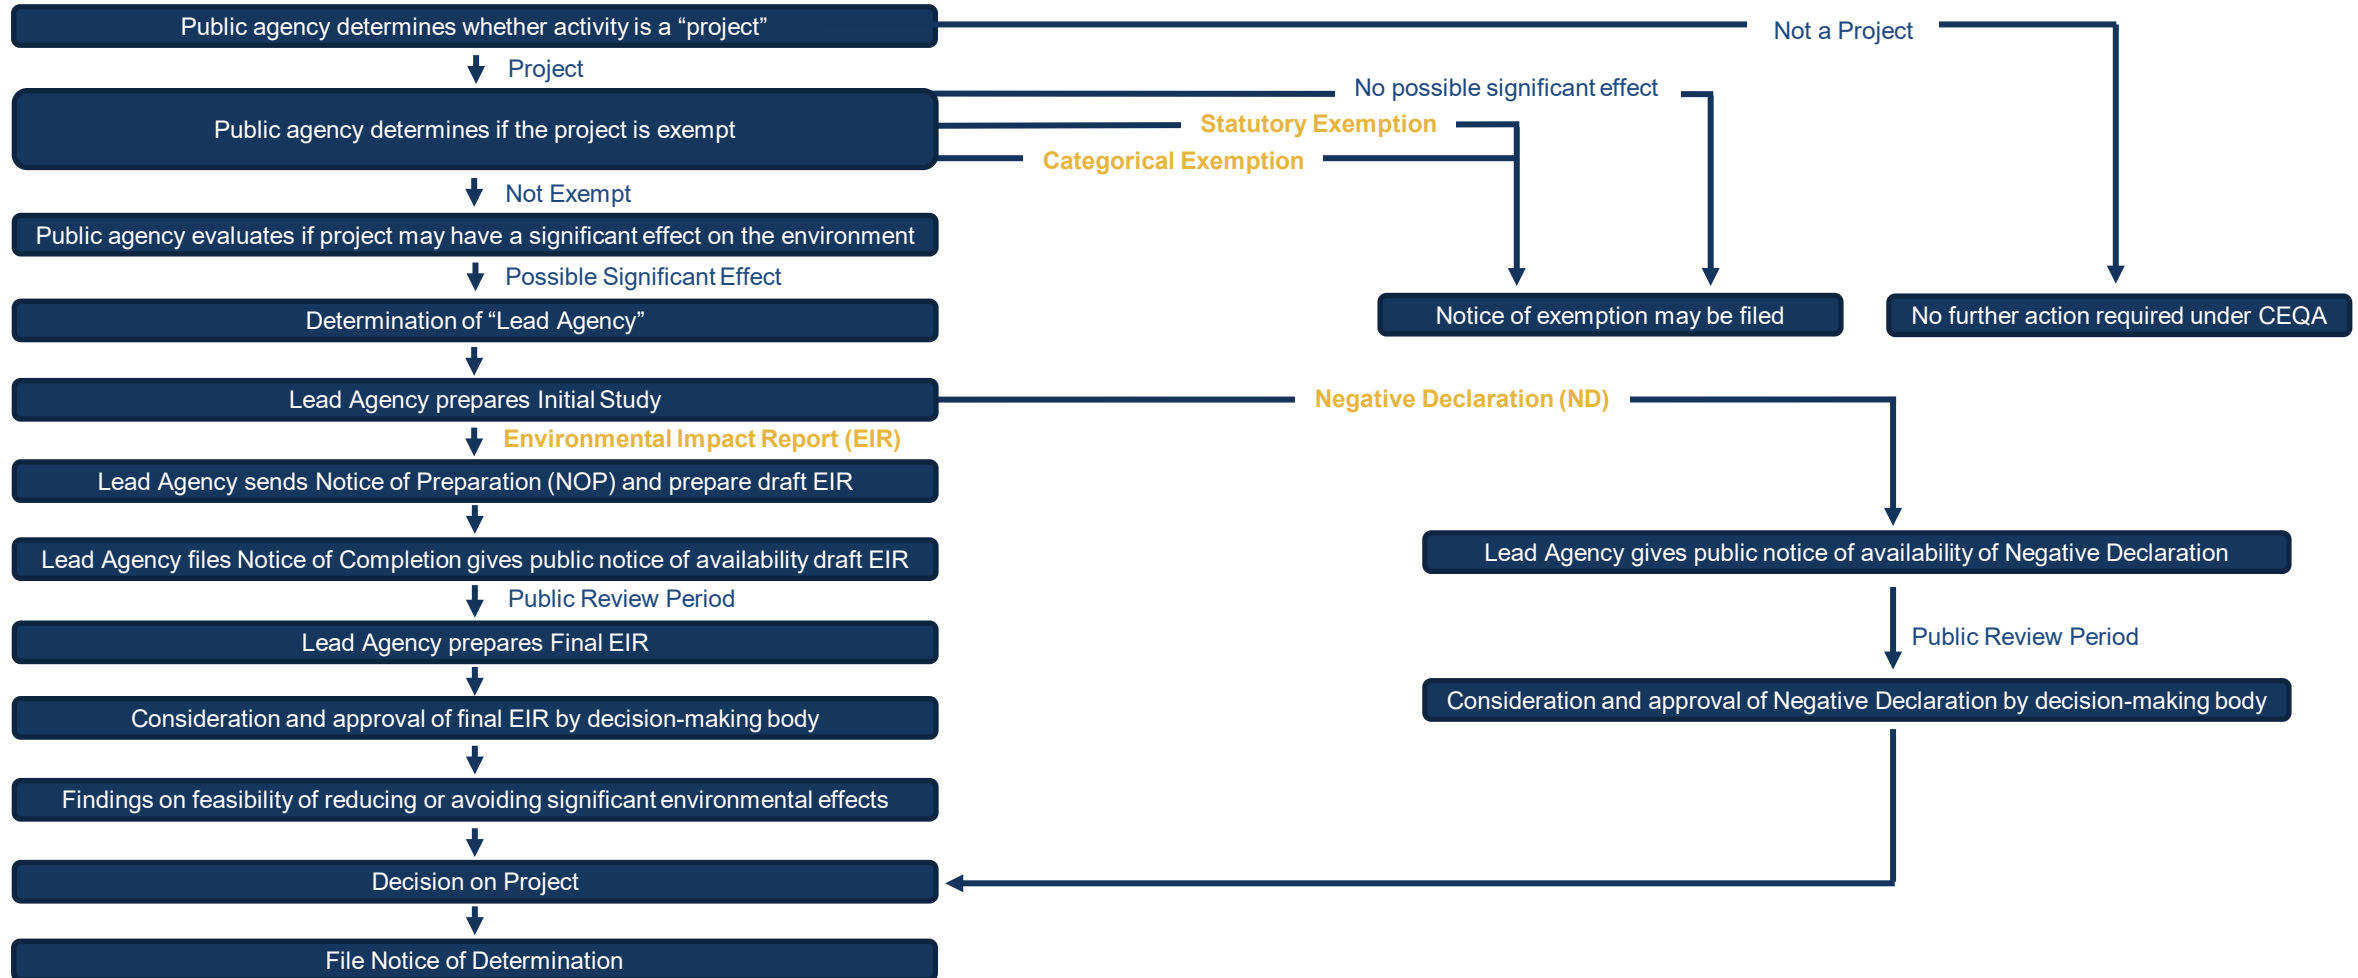 Public agency determines whether activity is a “project”
Not a Project
Project
No possible significant effect
Public agency determines if the project is exempt
Statutory Exemption
Categorical Exemption
Not Exempt
Public agency evaluates if project may have a significant effect on the environment
Possible Significant Effect
Determination of “Lead Agency”
Notice of exemption may be filed
No further action required under CEQA
Lead Agency prepares Initial Study
Negative Declaration (ND)
Environmental Impact Report (EIR)
Lead Agency sends Notice of Preparation (NOP) and prepare draft EIR
Lead Agency files Notice of Completion gives public notice of availability draft EIR
Lead Agency gives public notice of availability of Negative Declaration
Public Review Period
Public Review Period
Lead Agency prepares Final EIR
Consideration and approval of Negative Declaration by decision-making body
Consideration and approval of final EIR by decision-making body
Findings on feasibility of reducing or avoiding significant environmental effects
Decision on Project
File Notice of Determination